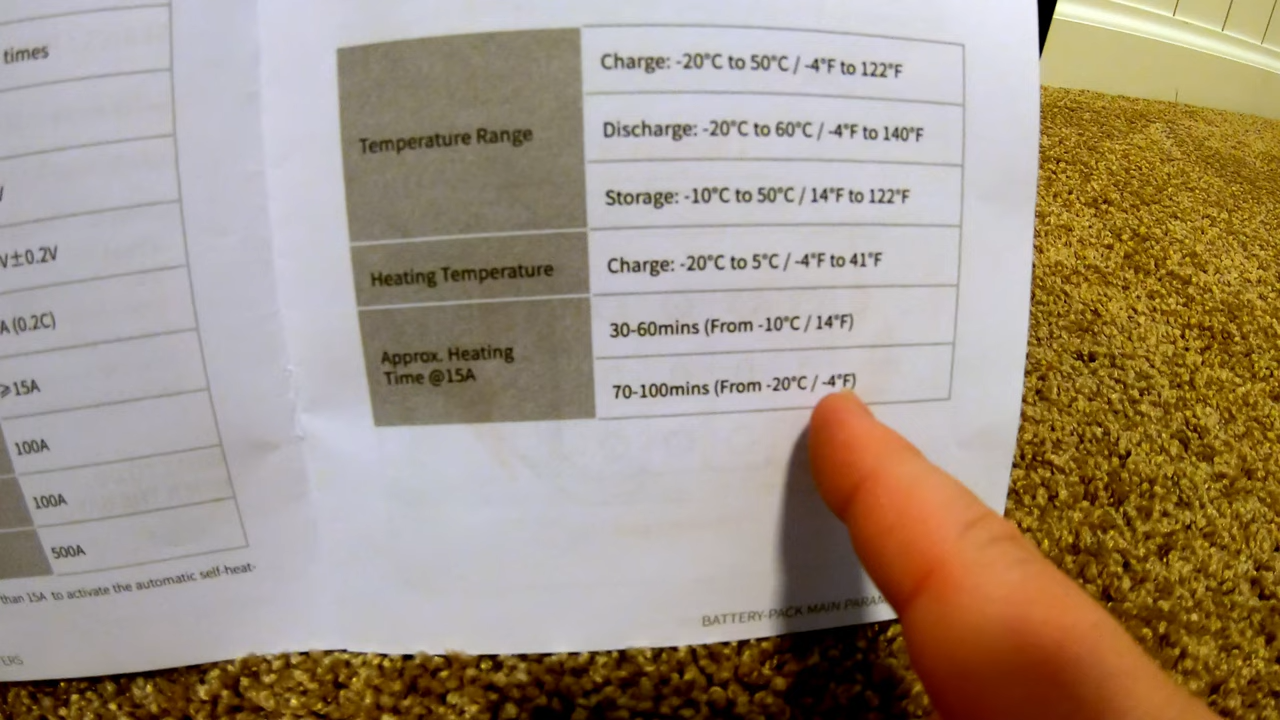 times
V±0.2V
A (0.2C)
⩾15A
100A
100A
500A
than 15A to activate the automatic self-heat-
ERS
Temperature Range
Charge: -20°C to 50°C / -4°F to 122°F
Discharge: -20°C to 60°C / -4°F to 140°F
Storage: -10°C to 50°C / 14°F to 122°F
Heating Temperature
Charge: -20°C to 5°C / -4°F to 41°F
Approx. Heating
Time @15A
30-60mins (From -10°C / 14°F)
70-100mins (From -20°C / -4°F)
BATTERY-PACK MAIN PARAM